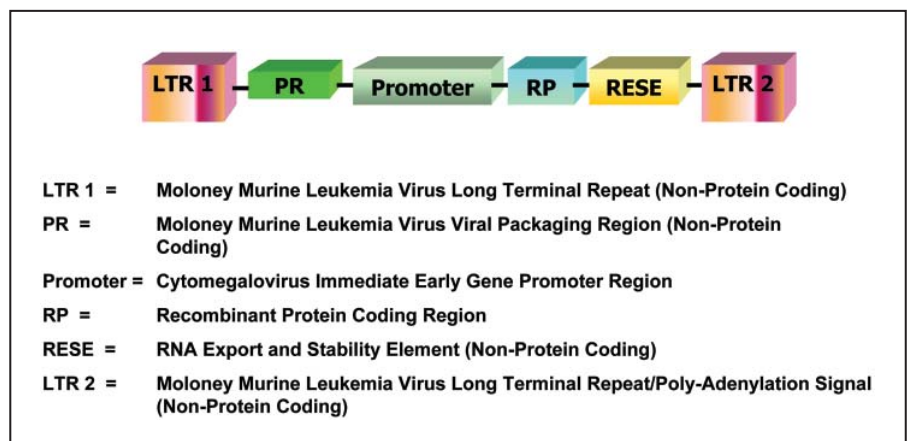 LTR 1 PR Promoter RP RESE LTR 2
LTR 1 = Moloney Murine Leukemia Virus Long Terminal Repeat (Non-Protein Coding)
PR = Moloney Murine Leukemia Virus Viral Packaging Region (Non-Protein
Coding)
Promoter = Cytomegalovirus Immediate Early Gene Promoter Region
RP = Recombinant Protein Coding Region
RESE = RNA Export and Stability Element (Non-Protein Coding)
LTR 2 = Moloney Murine Leukemia Virus Long Terminal Repeat/Poly-Adenylation Signal
(Non-Protein Coding)